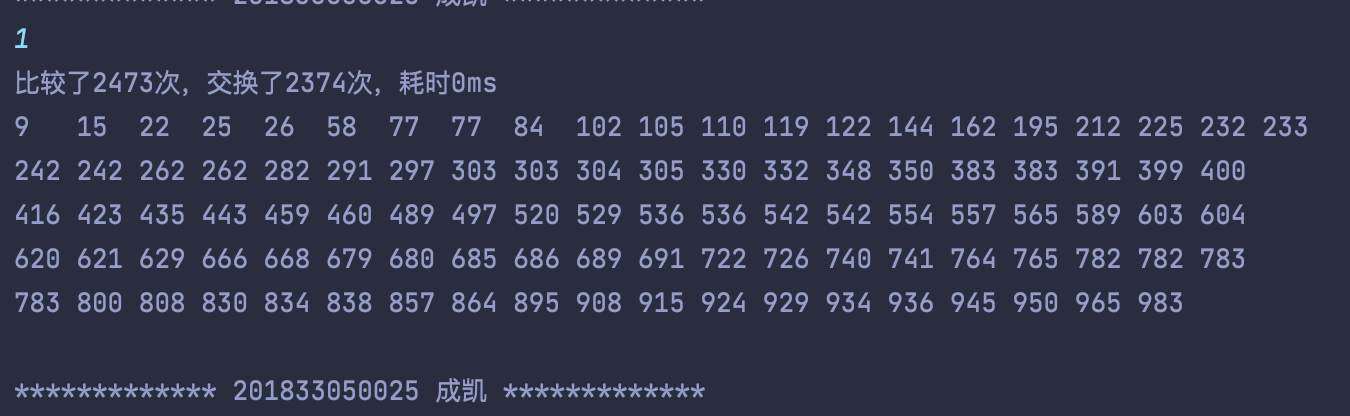 ************* 201833050025 成凯 *************
1
比较了2473次，交换了2374次，耗时0ms
9 15 22 25 26 58 77 77 84 102 105 110 119 122 144 162 195 212 225 232 233
242 242 262 262 282 291 297 303 303 304 305 330 332 348 350 383 383 391 399 400
416 423 435 443 459 460 489 497 520 529 536 536 542 542 554 557 565 589 603 604
620 621 629 666 668 679 680 685 686 689 691 722 726 740 741 764 765 782 782 783
783 800 808 830 834 838 857 864 895 908 915 924 929 934 936 945 950 965 983
************* 201833050025 成凯 *************